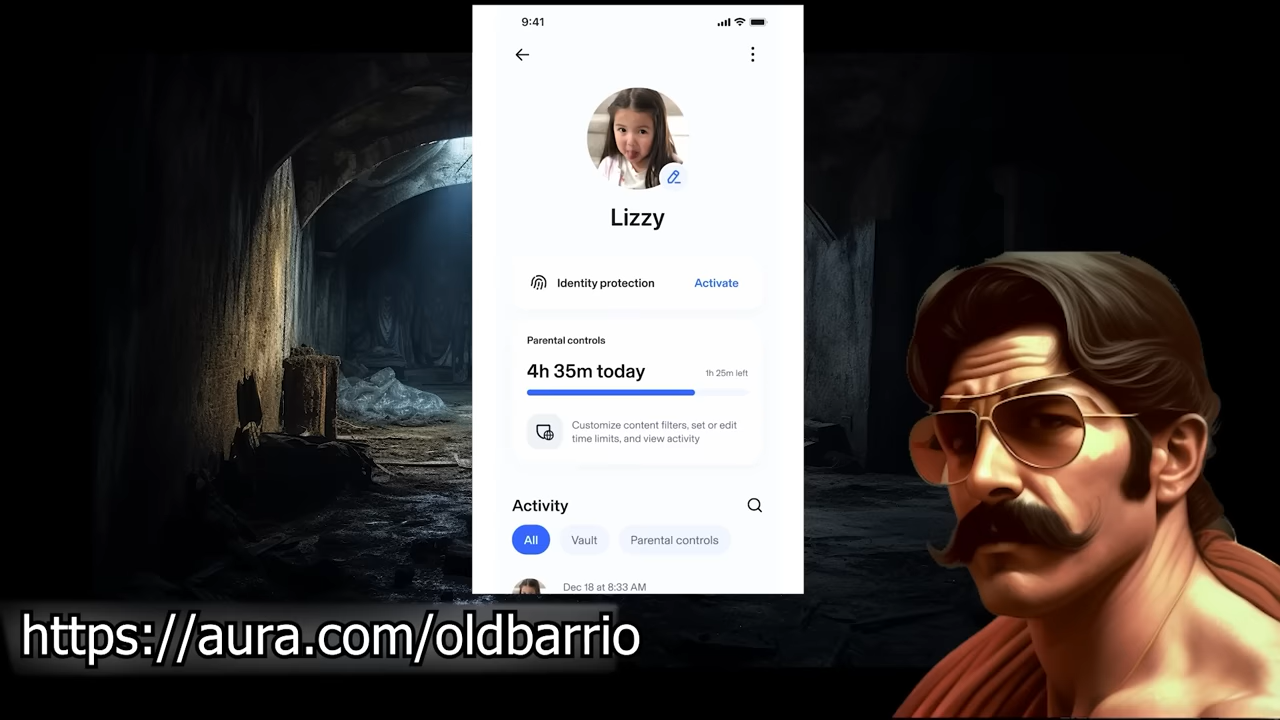 9:41
Lizzy
Identity protection Activate
Parental controls
4h 35m today 1h 25m left
Customize content filters, set or edit
time limits, and view activity
Activity
All Vault Parental controls
Dec 18 at 8:33 AM
https://aura.com/oldbarrio